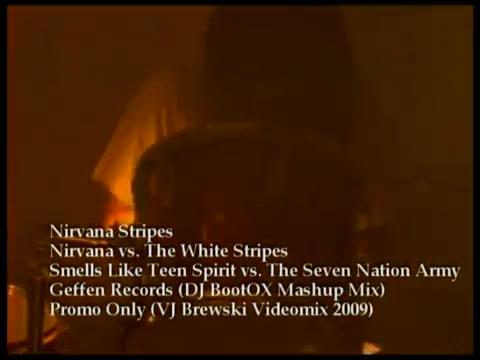 Nirvana Stripes
Nirvana vs. The White Stripes
Smells Like Teen Spirit vs. The Seven Nation Army
Geffen Records (DJ BootOX Mashup Mix)
Promo Only (VJ Brewski Videomix 2009)